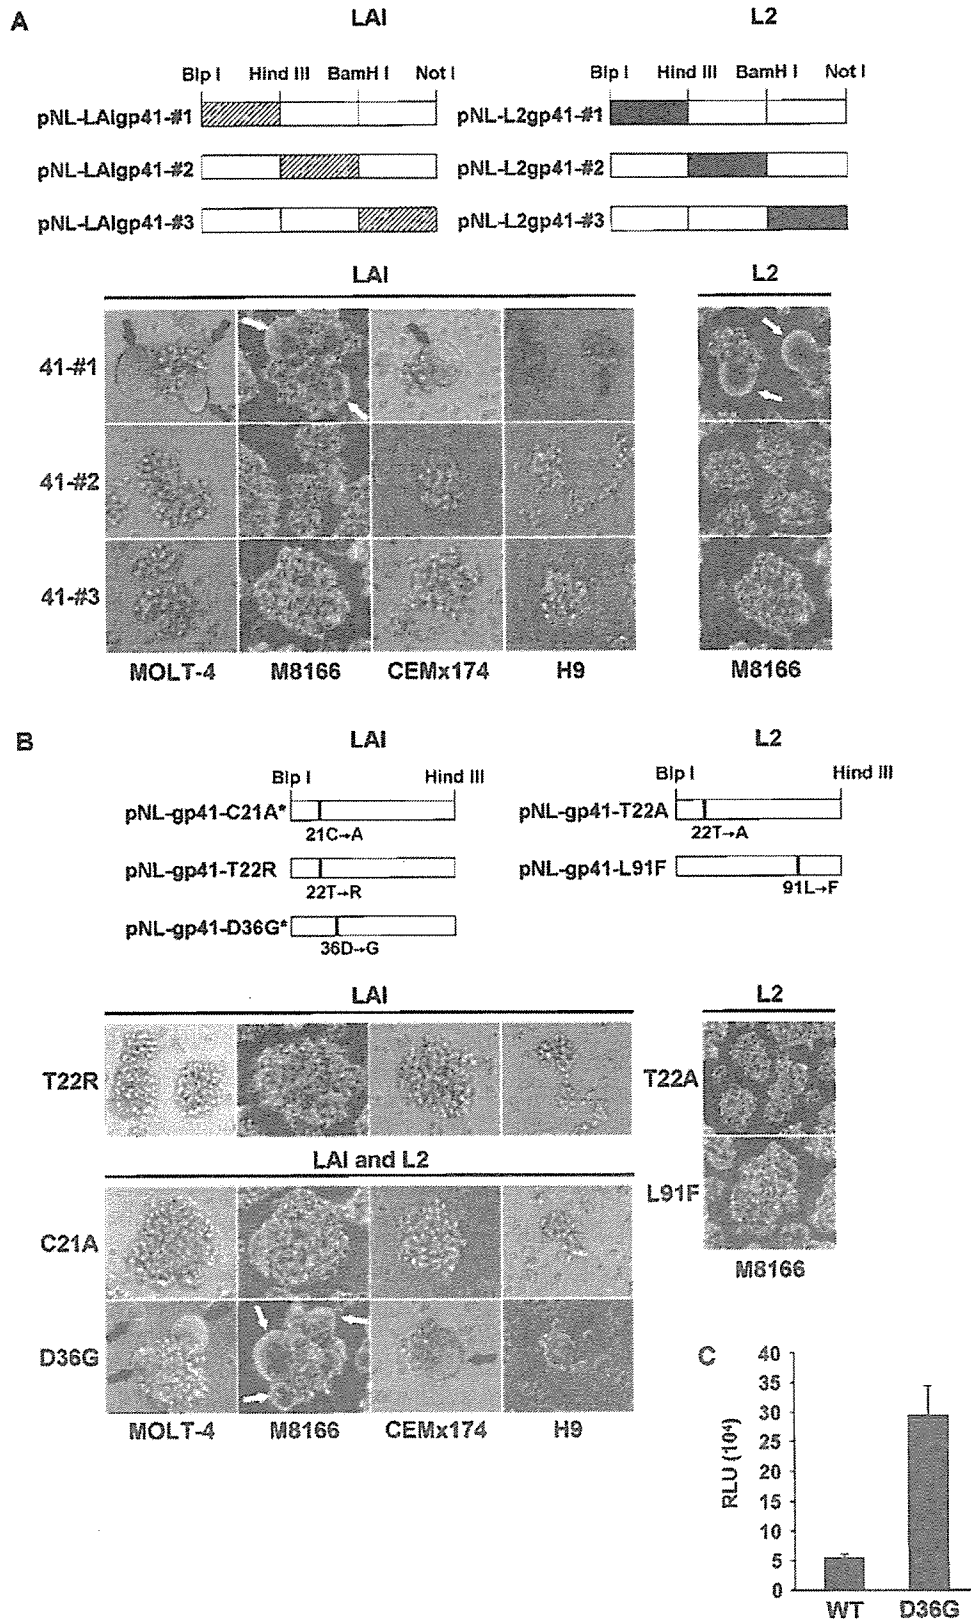 A
LAI
L2
Blp I Hind III BamH I Not I
Blp I Hind III BamH I Not I
pNL-LAIgp41-#1
pNL-L2gp41-#1
pNL-LAIgp41-#2
pNL-L2gp41-#2
pNL-LAIgp41-#3
pNL-L2gp41-#3
LAI
L2
41-#1
41-#2
41-#3
MOLT-4 M8166 CEMx174 H9
M8166
B
LAI
L2
Blp I Hind III
Blp I Hind III
pNL-gp41-C21A*
21C→A
pNL-gp41-T22A
22T→A
pNL-gp41-T22R
22T→R
pNL-gp41-L91F
91L→F
pNL-gp41-D36G*
36D→G
LAI
L2
T22R
T22A
LAI and L2
L91F
C21A
M8166
D36G
MOLT-4 M8166 CEMx174 H9
C
RLU (10⁴)
40
35
30
25
20
15
10
5
0
WT D36G